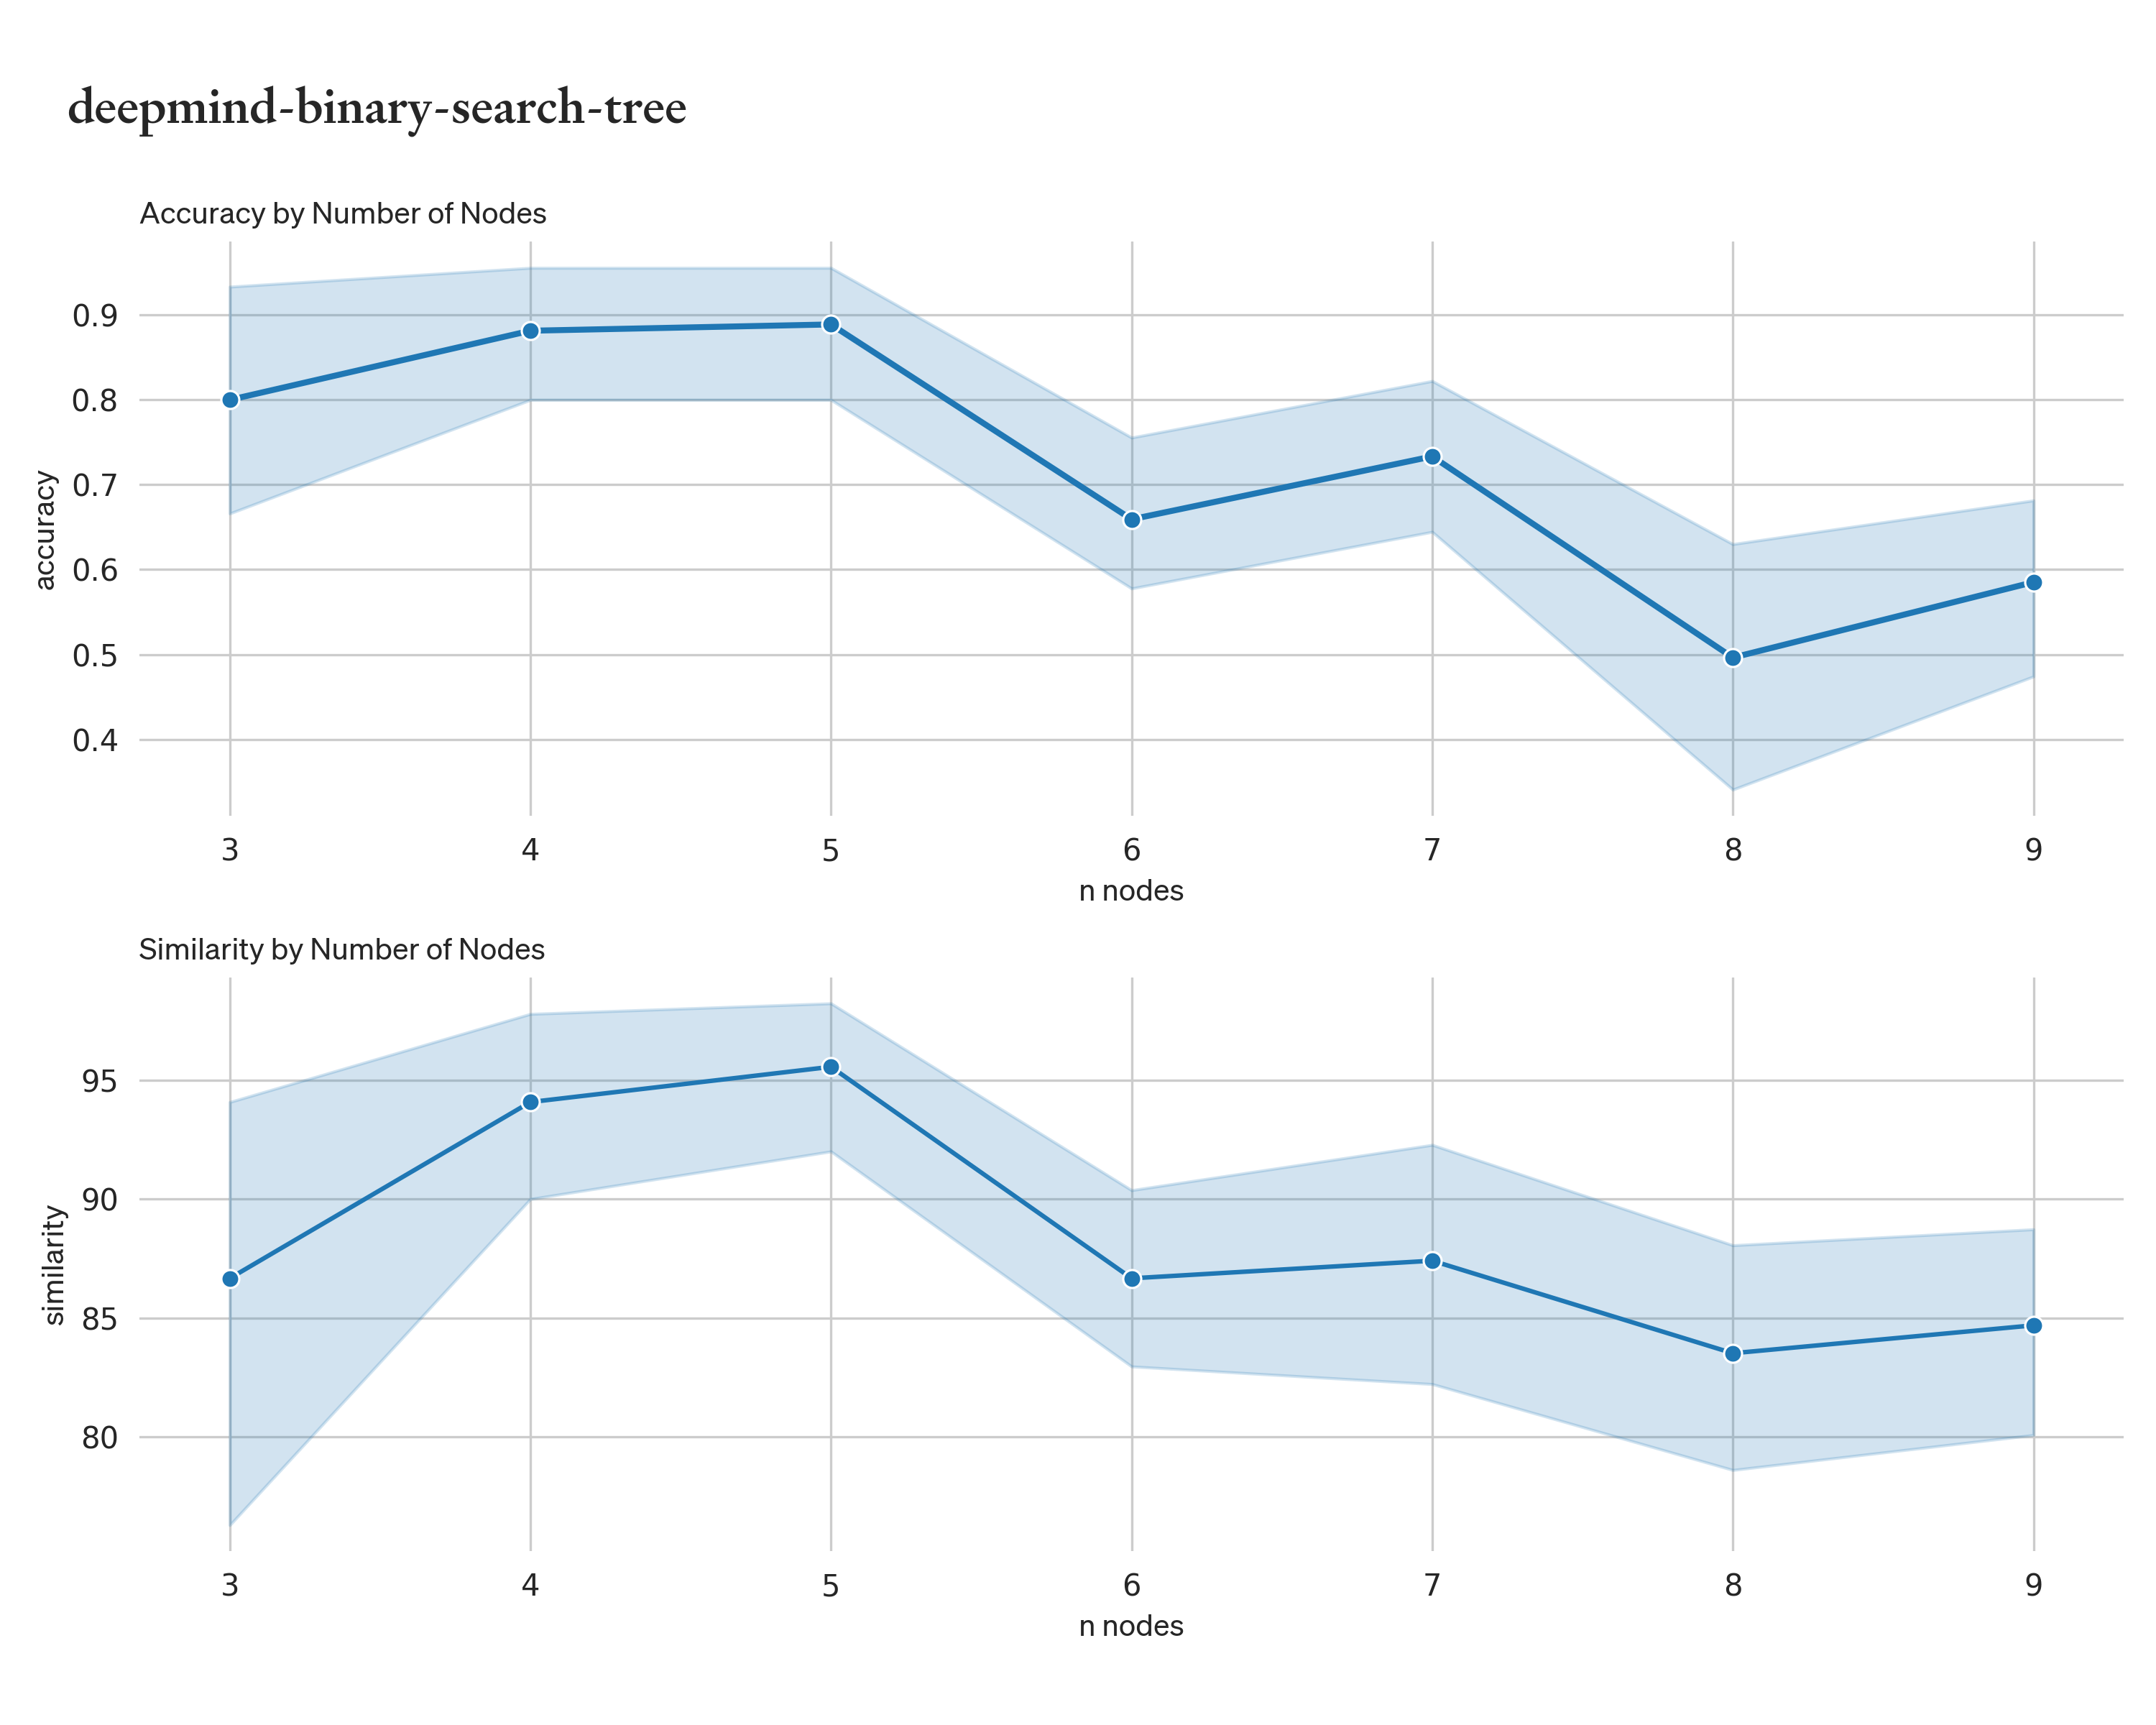 deepmind-binary-search-tree
Accuracy by Number of Nodes
accuracy
0.9
0.8
0.7
0.6
0.5
0.4
3 4 5 6 7 8 9
n nodes
Similarity by Number of Nodes
similarity
95
90
85
80
3 4 5 6 7 8 9
n nodes